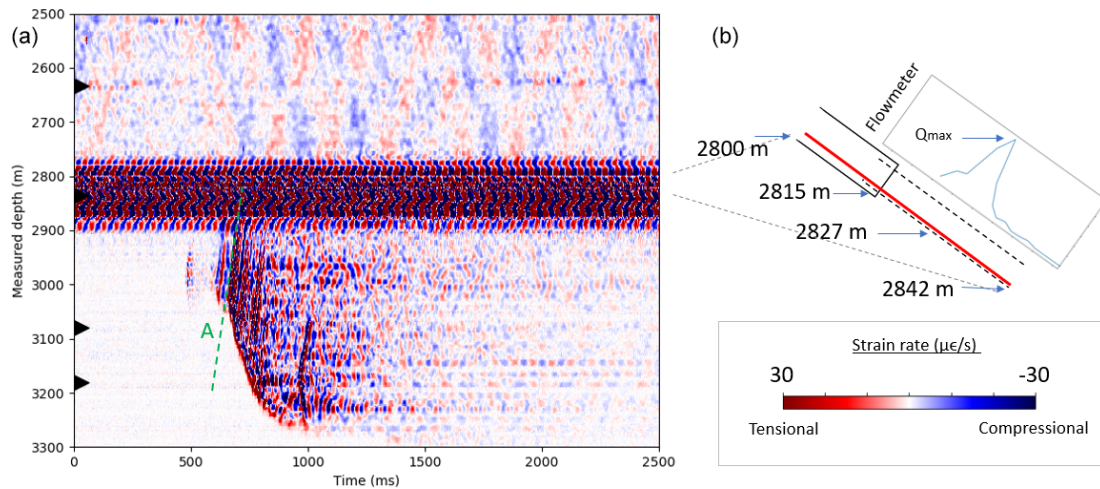 (a)
2500
2600
2700
2800
2900
3000
3100
3200
3300
Measured depth (m)
A
0
500
1000
1500
2000
2500
Time (ms)
(b)
Flowmeter
Qmax
2800 m
2815 m
2827 m
2842 m
Strain rate (µϵ/s)
30
-30
Tensional
Compressional